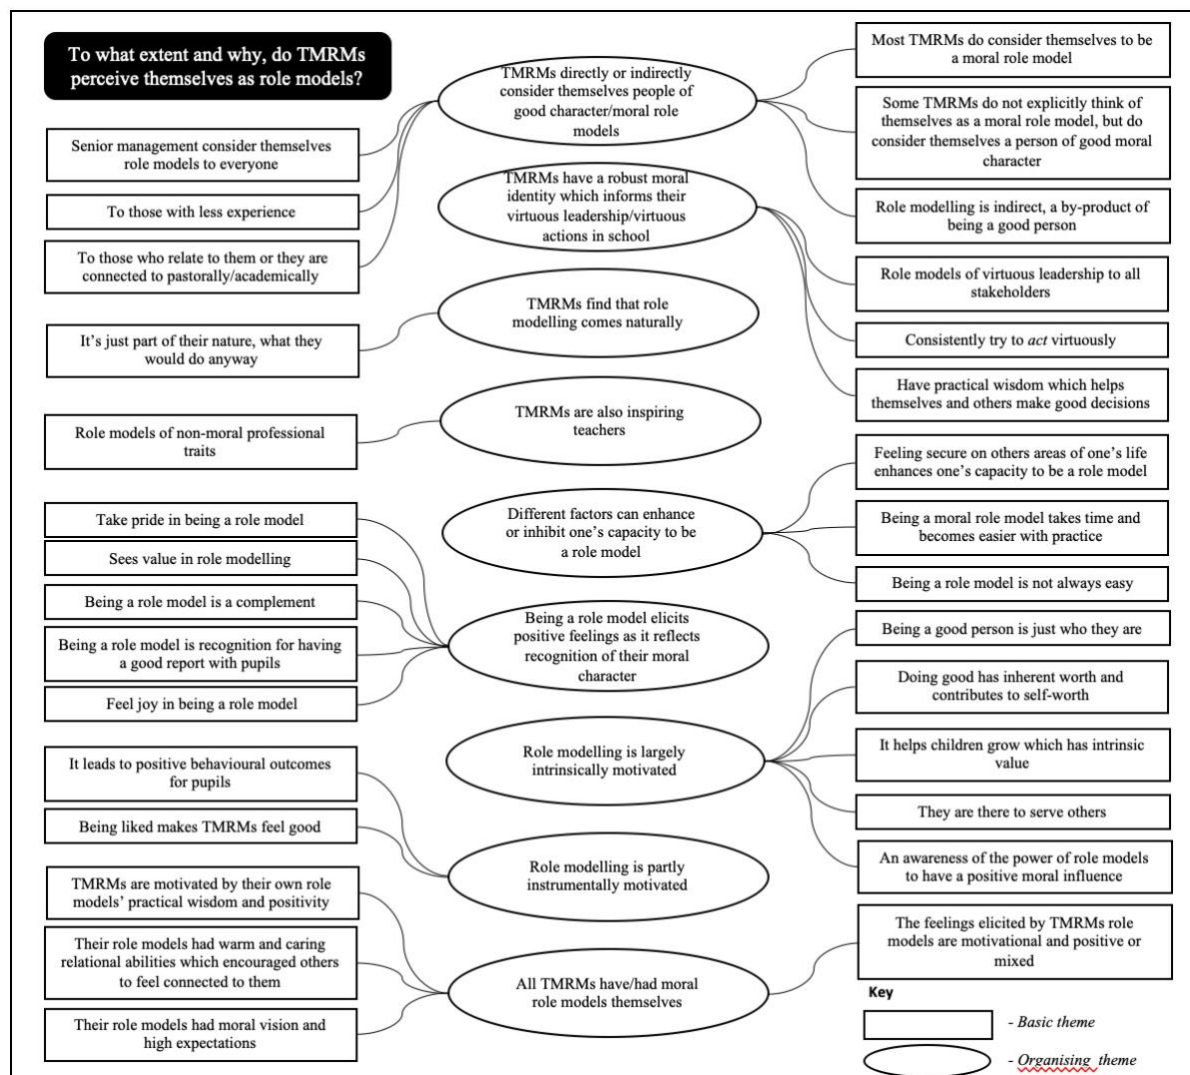 To what extent and why, do TMRMs
perceive themselves as role models?
Senior management consider themselves
role models to everyone
To those with less experience
To those who relate to them or they are
connected to pastorally/academically
It's just part of their nature, what they
would do anyway
Role models of non-moral professional
traits
Take pride in being a role model
Sees value in role modelling
Being a role model is a complement
Being a role model is recognition for having
a good report with pupils
Feel joy in being a role model
It leads to positive behavioural outcomes
for pupils
Being liked makes TMRMs feel good
TMRMs are motivated by their own role
models' practical wisdom and positivity
Their role models had warm and caring
relational abilities which encouraged others
to feel connected to them
Their role models had moral vision and
high expectations
TMRMs directly or indirectly
consider themselves people of
good character/moral role
models
TMRMs have a robust moral
identity which informs their
virtuous leadership/virtuous
actions in school
TMRMs find that role
modelling comes naturally
TMRMs are also inspiring
teachers
Different factors can enhance
or inhibit one's capacity to be
a role model
Being a role model elicits
positive feelings as it reflects
recognition of their moral
character
Role modelling is largely
intrinsically motivated
Role modelling is partly
instrumentally motivated
All TMRMs have/had moral
role models themselves
Most TMRMs do consider themselves to be
a moral role model
Some TMRMs do not explicitly think of
themselves as a moral role model, but do
consider themselves a person of good moral
character
Role modelling is indirect, a by-product of
being a good person
Role models of virtuous leadership to all
stakeholders
Consistently try to act virtuously
Have practical wisdom which helps
themselves and others make good decisions
Feeling secure on others areas of one's life
enhances one's capacity to be a role model
Being a moral role model takes time and
becomes easier with practice
Being a role model is not always easy
Being a good person is just who they are
Doing good has inherent worth and
contributes to self-worth
It helps children grow which has intrinsic
value
They are there to serve others
An awareness of the power of role models
to have a positive moral influence
The feelings elicited by TMRMs role
models are motivational and positive or
mixed
Key
- Basic theme
- Organising theme